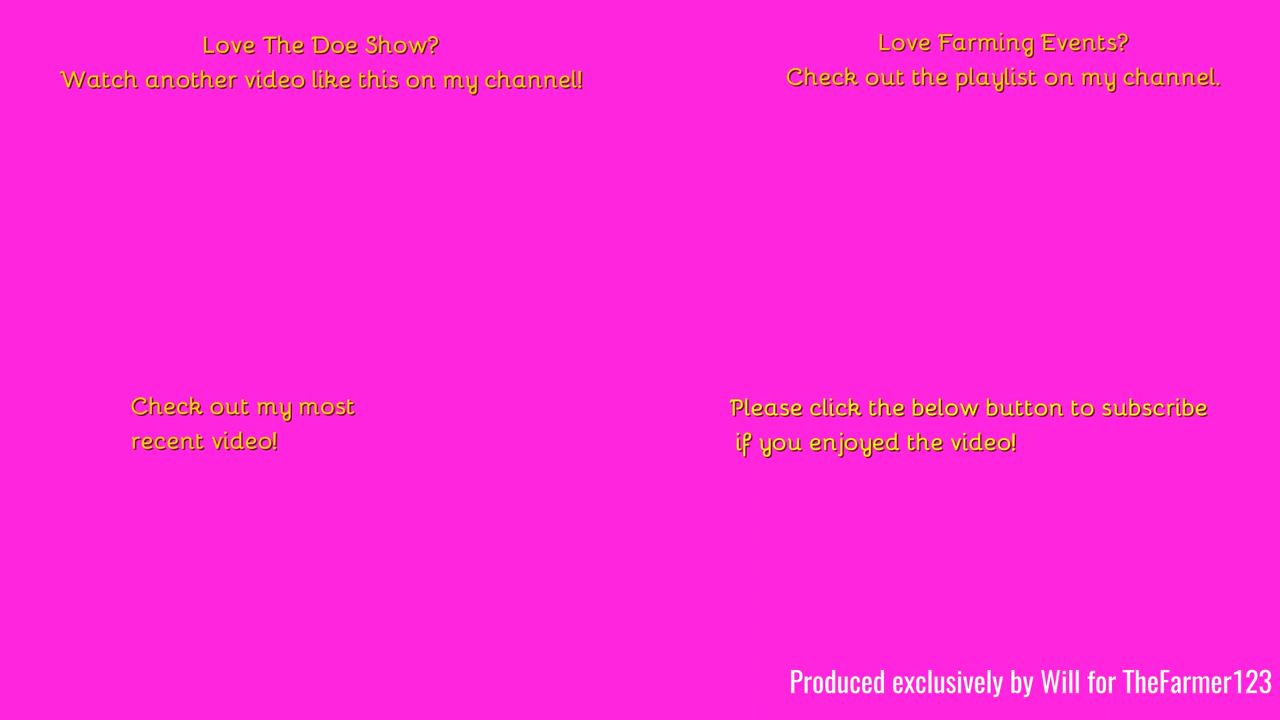 Love The Doe Show?
Watch another video like this on my channel!
Love Farming Events?
Check out the playlist on my channel.
Check out my most
recent video!
Please click the below button to subscribe
if you enjoyed the video!
Produced exclusively by Will for TheFarmer123